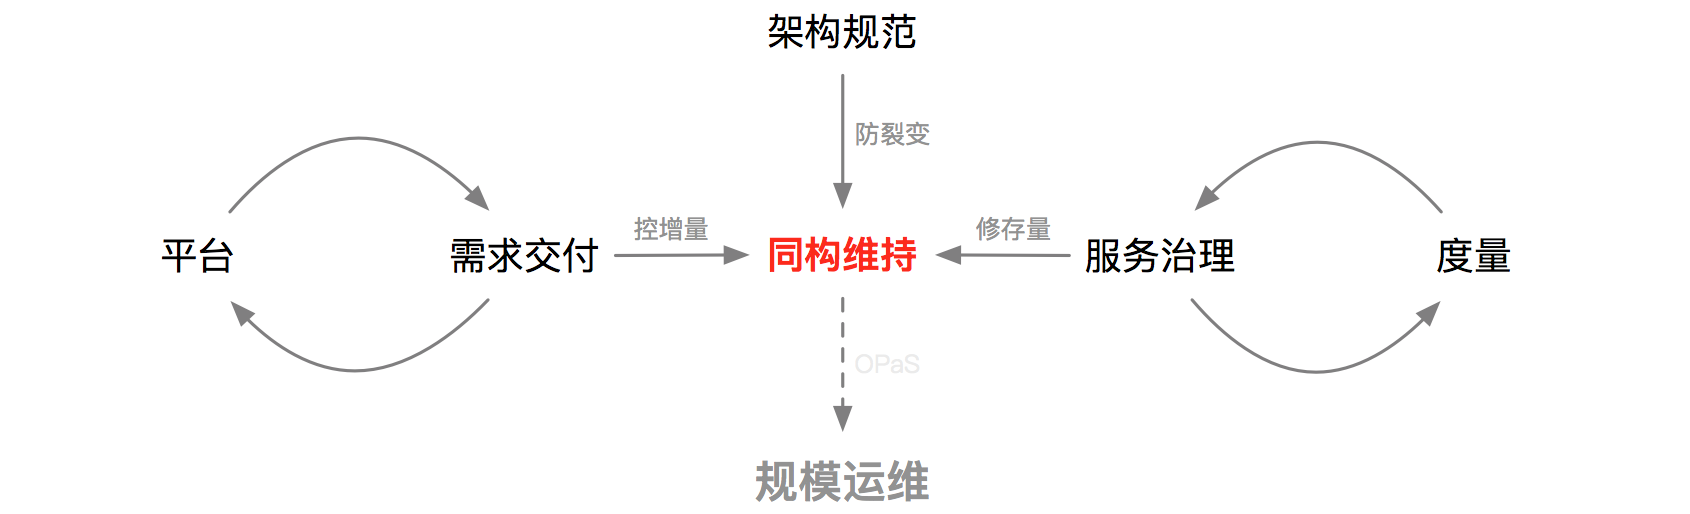 架构规范
防裂变
控增量
修存量
平台
需求交付
同构维持
服务治理
度量
OPaS
规模运维